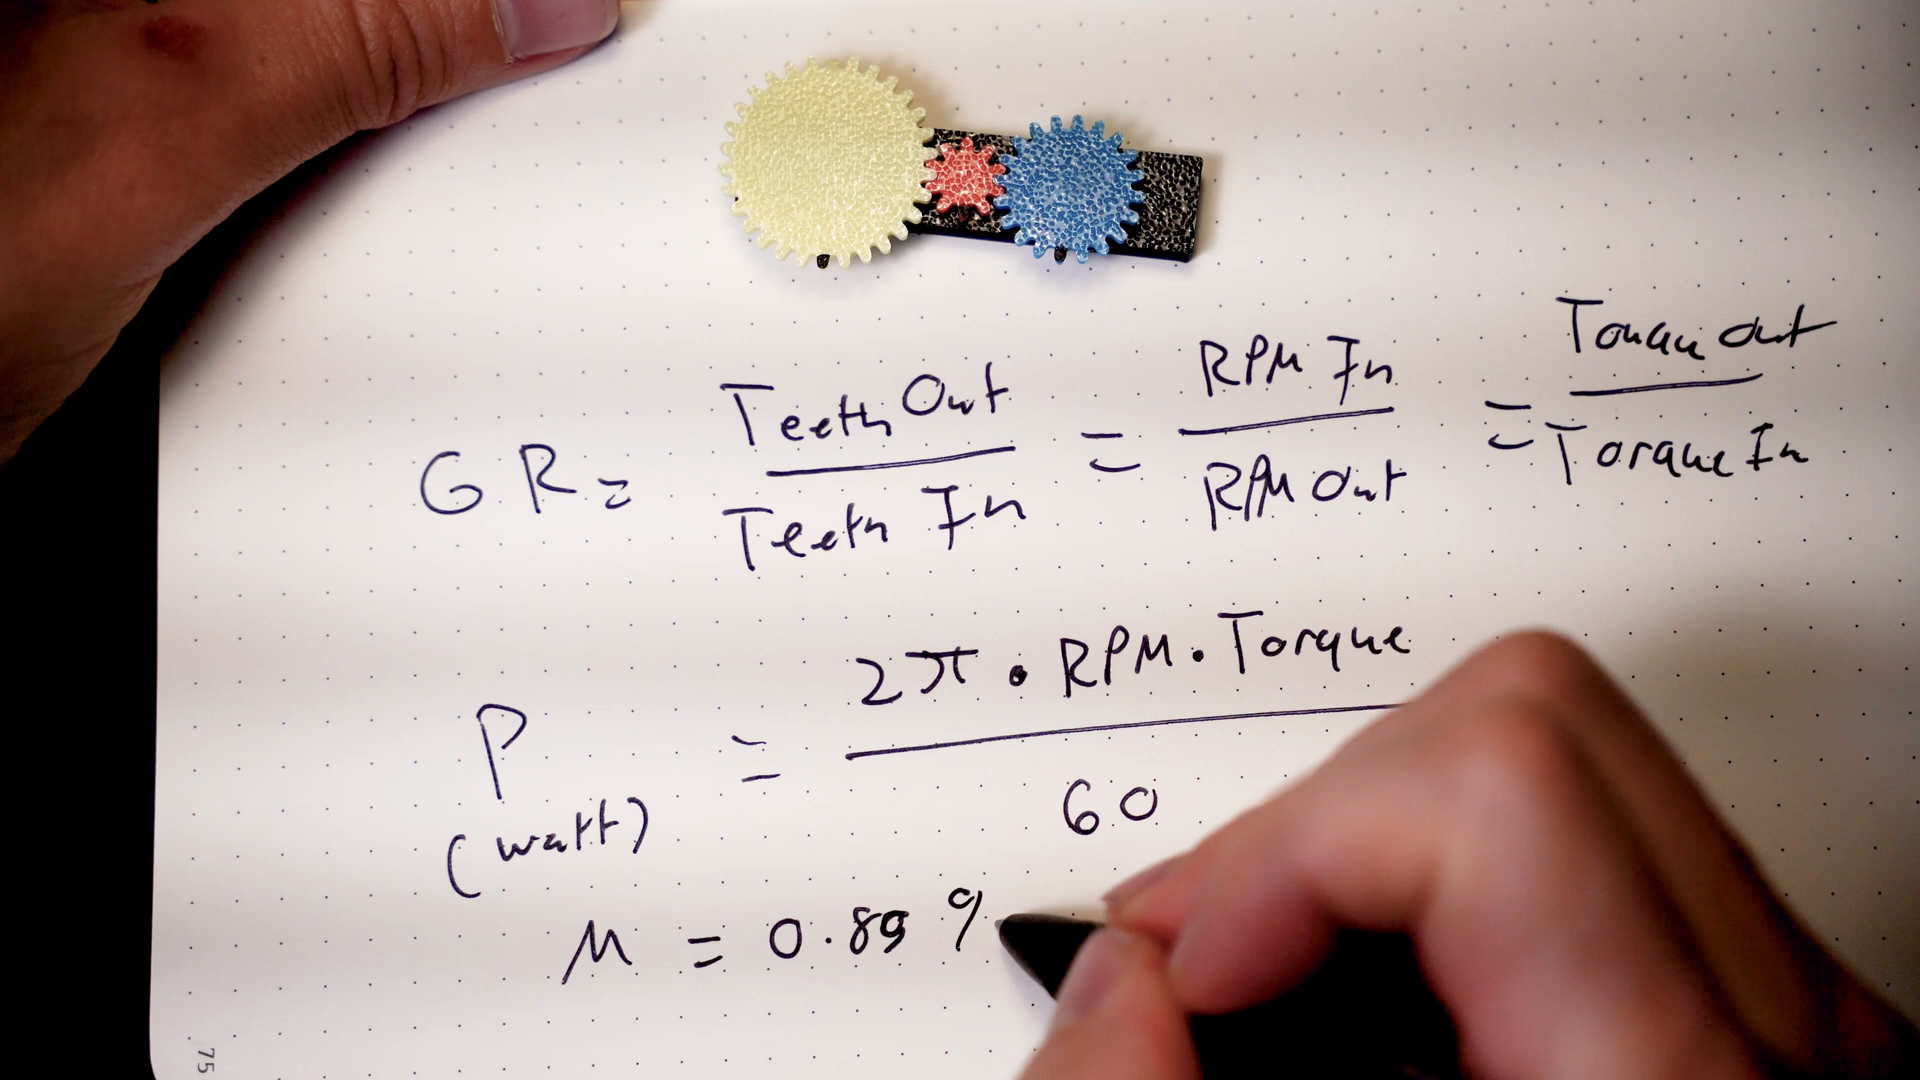 GR = Teeth Out / Teeth In = RPM In / RPM Out = Torque Out / Torque In
P (watt) = 2π • RPM . Torque / 60
μ = 0.89 %
75